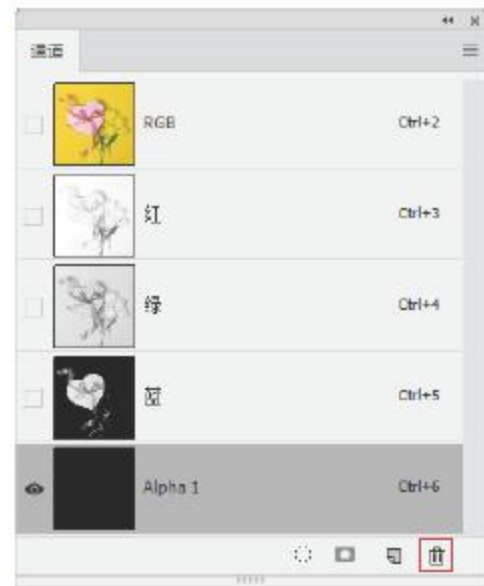 通道
RGB Ctrl+2
红 Ctrl+3
绿 Ctrl+4
蓝 Ctrl+5
Alpha 1 Ctrl+6